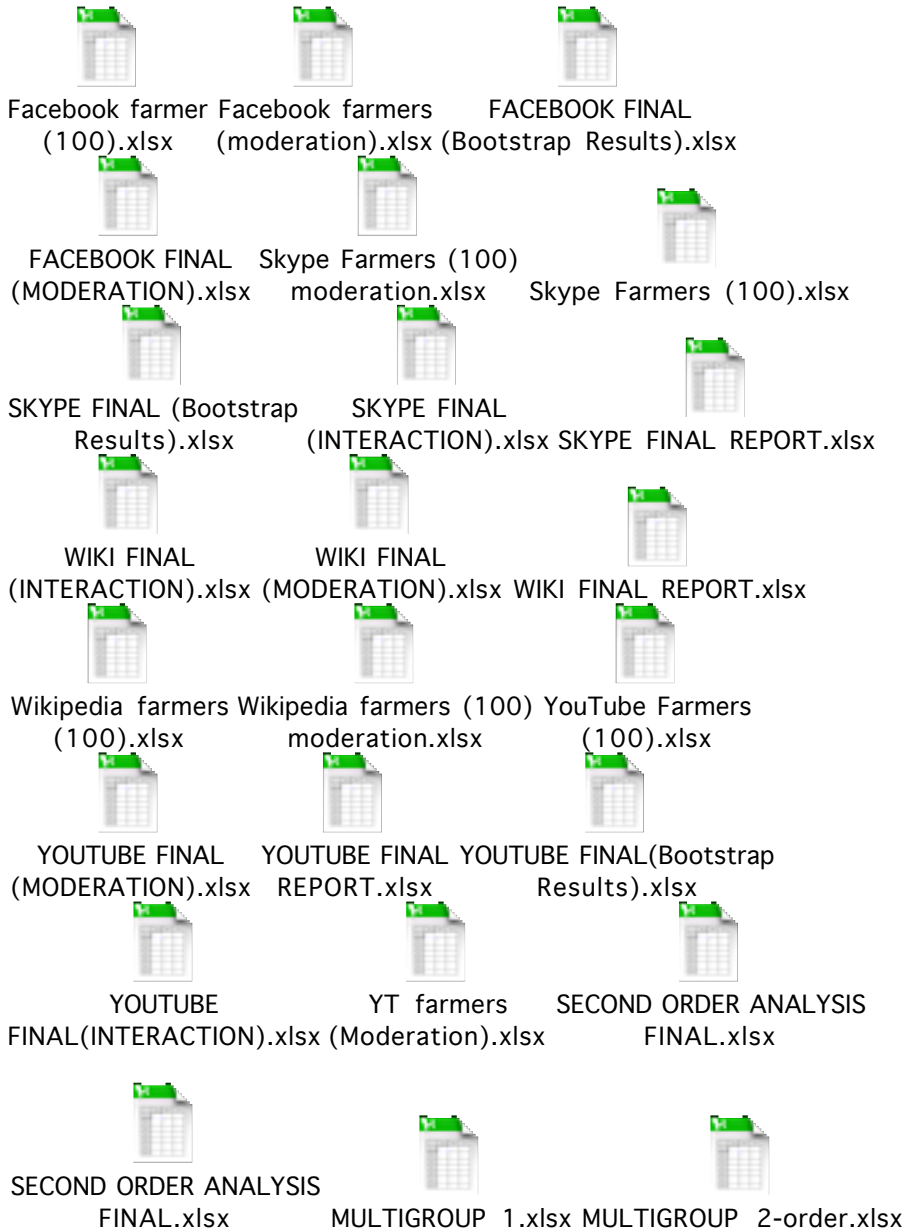 Facebook farmer Facebook farmers FACEBOOK FINAL
(100).xlsx (moderation).xlsx (Bootstrap Results).xlsx
FACEBOOK FINAL Skype Farmers (100)
(MODERATION).xlsx moderation.xlsx Skype Farmers (100).xlsx
SKYPE FINAL (Bootstrap SKYPE FINAL
Results).xlsx (INTERACTION).xlsx SKYPE FINAL REPORT.xlsx
WIKI FINAL WIKI FINAL
(INTERACTION).xlsx (MODERATION).xlsx WIKI FINAL REPORT.xlsx
Wikipedia farmers Wikipedia farmers (100) YouTube Farmers
(100).xlsx moderation.xlsx (100).xlsx
YOUTUBE FINAL YOUTUBE FINAL YOUTUBE FINAL(Bootstrap
(MODERATION).xlsx REPORT.xlsx Results).xlsx
YOUTUBE YT farmers SECOND ORDER ANALYSIS
FINAL(INTERACTION).xlsx (Moderation).xlsx FINAL.xlsx
SECOND ORDER ANALYSIS
FINAL.xlsx MULTIGROUP 1.xlsx MULTIGROUP 2-order.xlsx